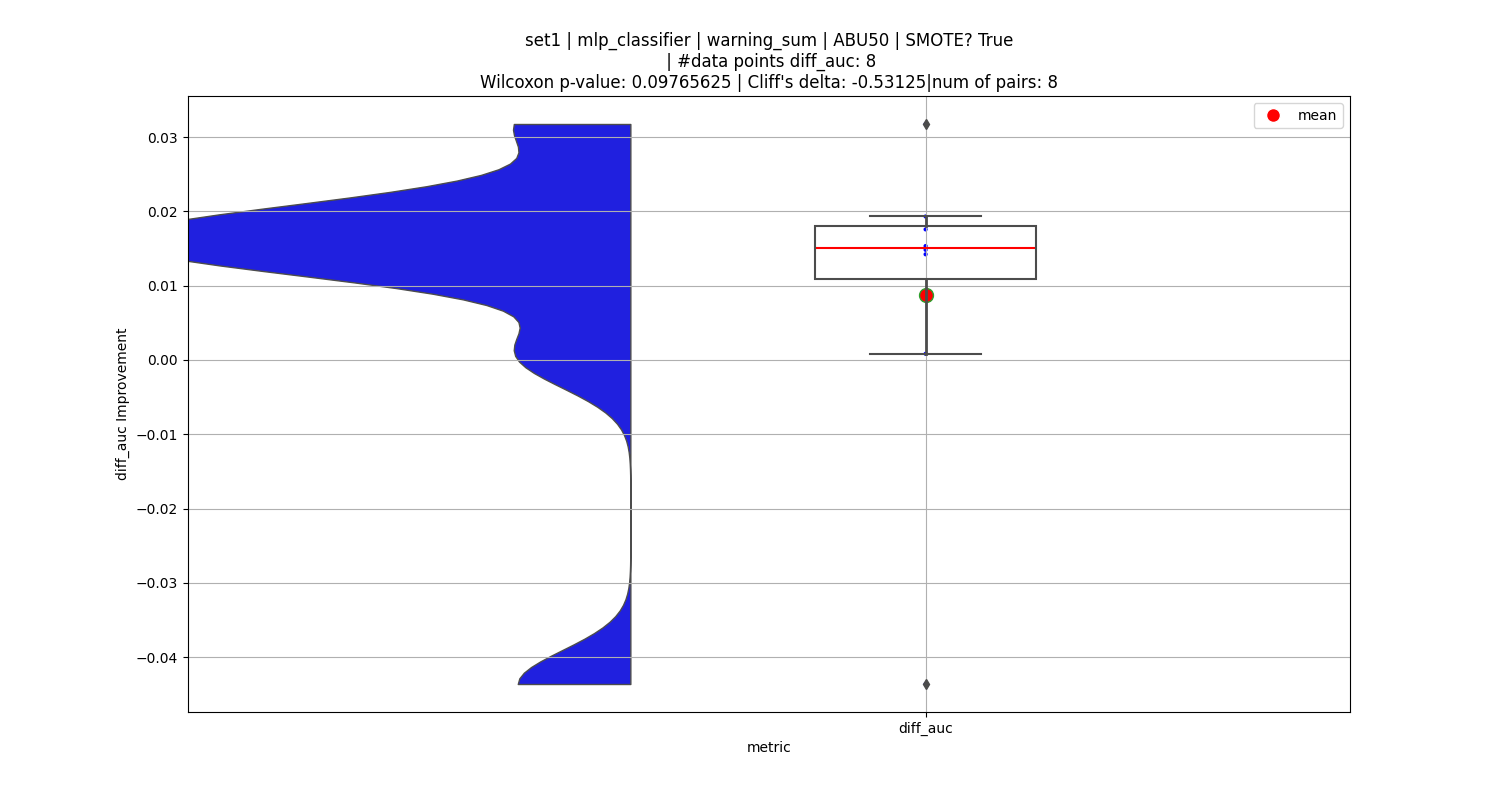 set1 | mlp_classifier | warning_sum | ABU50 | SMOTE? True
| #data points diff_auc: 8
Wilcoxon p-value: 0.09765625 | Cliff's delta: -0.53125|num of pairs: 8
mean
0.03
0.02
0.01
0.00
−0.01
−0.02
−0.03
−0.04
diff_auc Improvement
diff_auc
metric